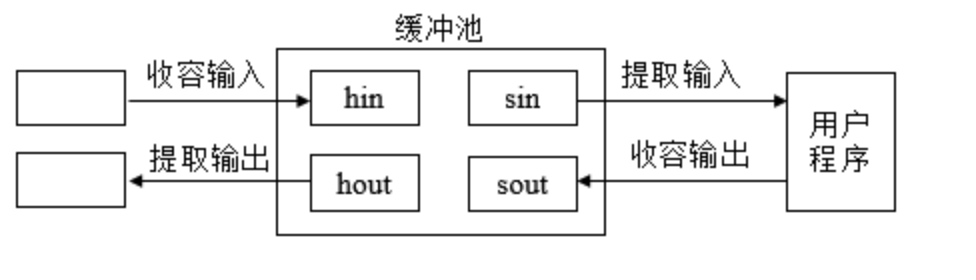 缓冲池
收容输入
hin
sin
提取输入
用户
程序
提取输出
hout
sout
收容输出